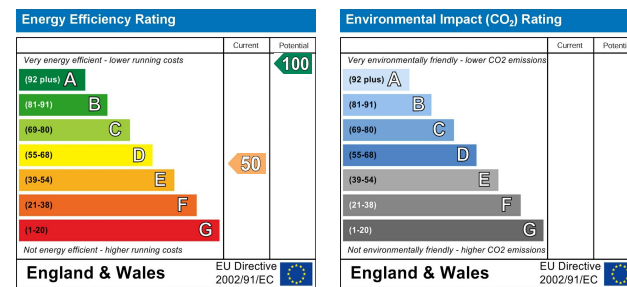 Energy Efficiency Rating
Current Potential
Very energy efficient - lower running costs
100
(92 plus) A
(81-91) B
(69-80) C
(55-68) D
50
(39-54) E
(21-38) F
(1-20) G
Not energy efficient - higher running costs
England & Wales
EU Directive
2002/91/EC
Environmental Impact (CO₂) Rating
Current Potential
Very environmentally friendly - lower CO2 emissions
(92 plus) A
(81-91) B
(69-80) C
(55-68) D
(39-54) E
(21-38) F
(1-20) G
Not environmentally friendly - higher CO2 emissions
England & Wales
EU Directive
2002/91/EC